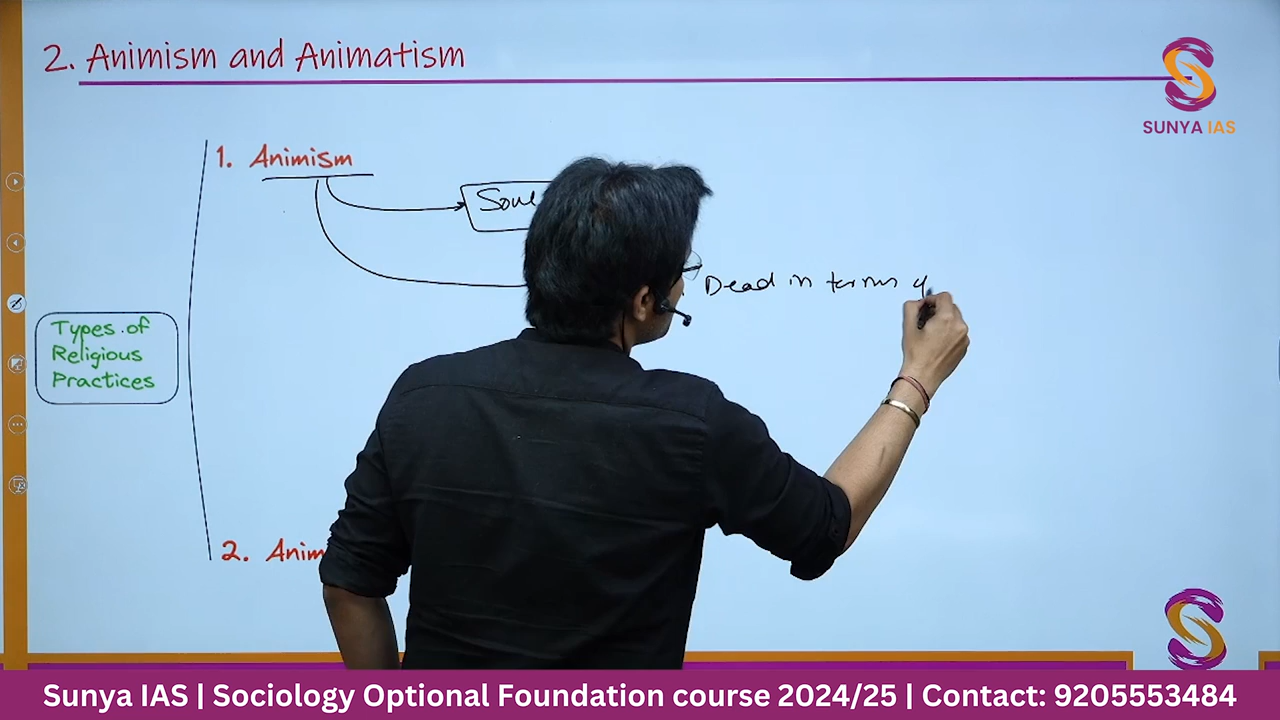 2. Animism and Animatism
SUNYA IAS
1. Animism
Soul
Dead in terms of
Types of
Religious
Practices
2. Anim
Sunya IAS | Sociology Optional Foundation course 2024/25 | Contact: 9205553484